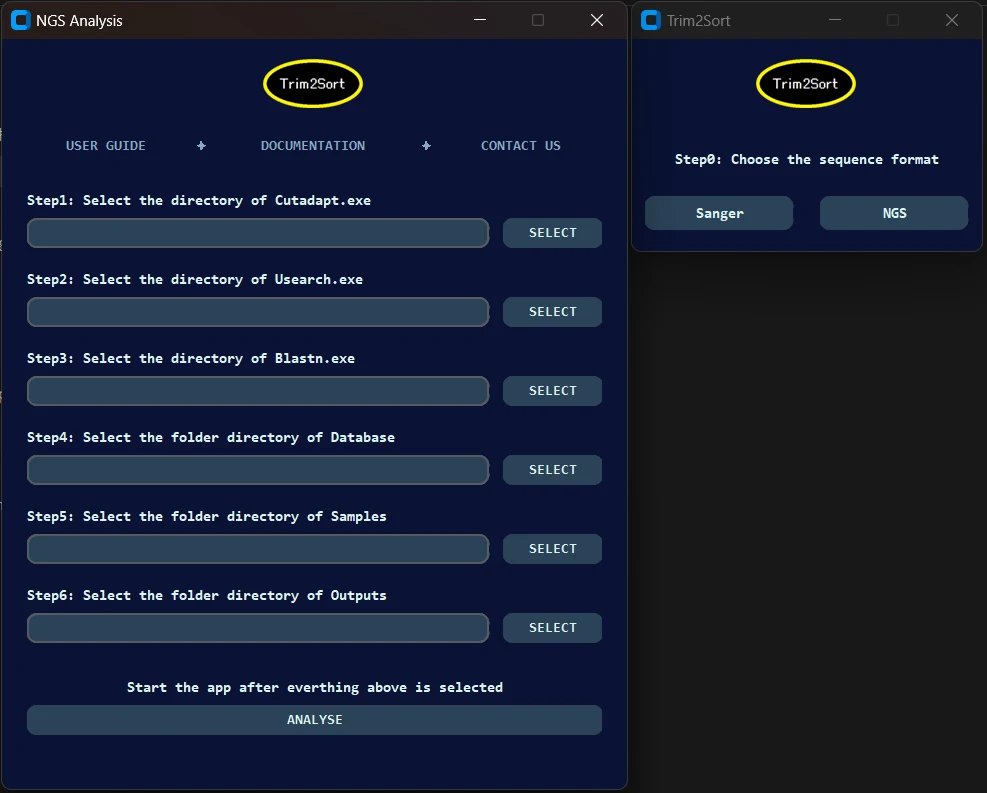 NGS Analysis
Trim2Sort
USER GUIDE ✦ DOCUMENTATION ✦ CONTACT US
Step1: Select the directory of Cutadapt.exe
SELECT
Step2: Select the directory of Usearch.exe
SELECT
Step3: Select the directory of Blastn.exe
SELECT
Step4: Select the folder directory of Database
SELECT
Step5: Select the folder directory of Samples
SELECT
Step6: Select the folder directory of Outputs
SELECT
Start the app after everthing above is selected
ANALYSE
Trim2Sort
Trim2Sort
Step0: Choose the sequence format
Sanger NGS